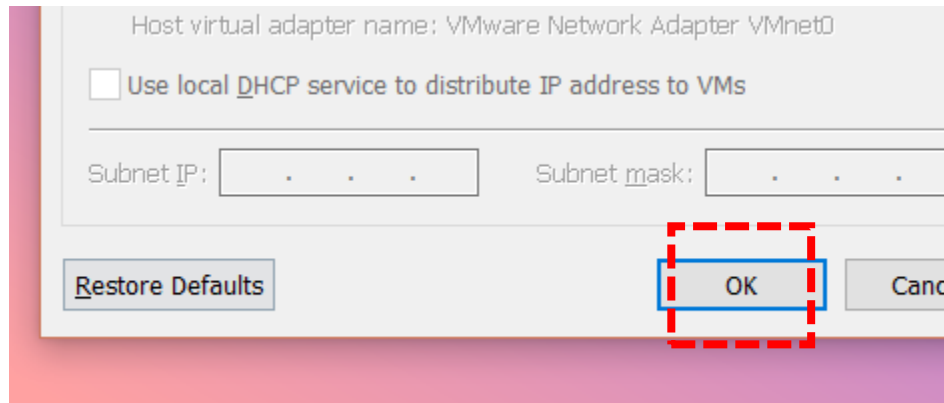 Host virtual adapter name: VMware Network Adapter VMnet0
Use local DHCP service to distribute IP address to VMs
Subnet IP: . . . Subnet mask: . . .
Restore Defaults OK Canc